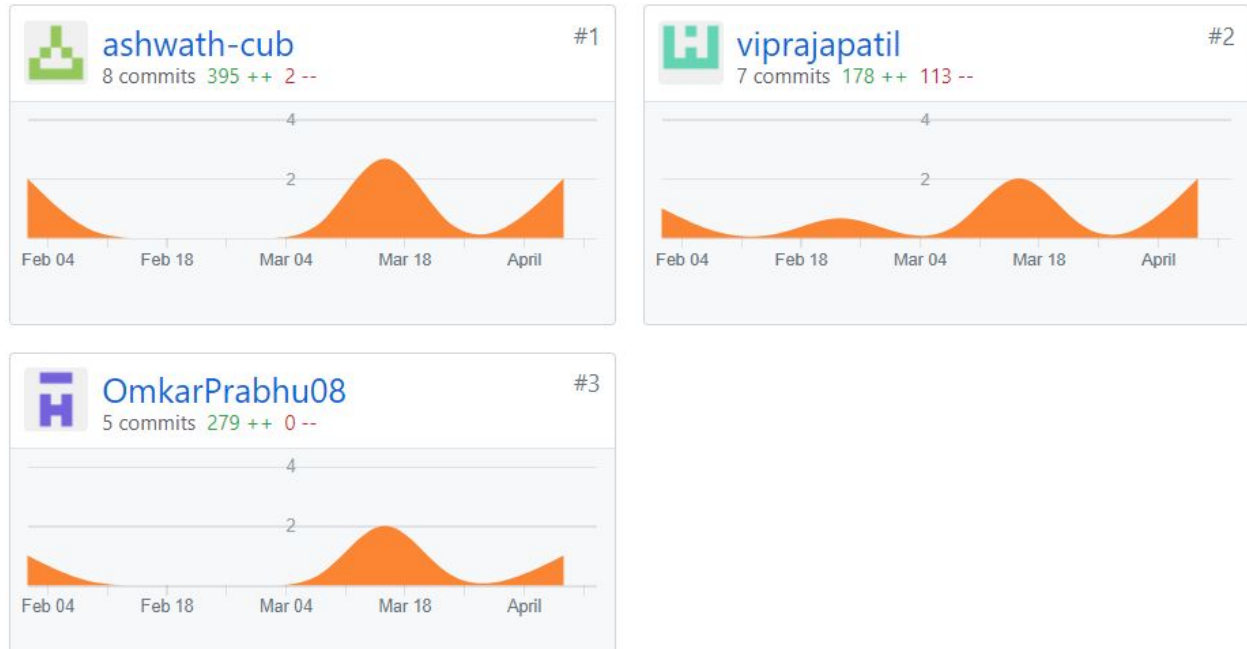 ashwath-cub #1
8 commits 395 ++ 2 --
4
2
Feb 04 Feb 18 Mar 04 Mar 18 April
viprajapatil #2
7 commits 178 ++ 113 --
4
2
Feb 04 Feb 18 Mar 04 Mar 18 April
OmkarPrabhu08 #3
5 commits 279 ++ 0 --
4
2
Feb 04 Feb 18 Mar 04 Mar 18 April